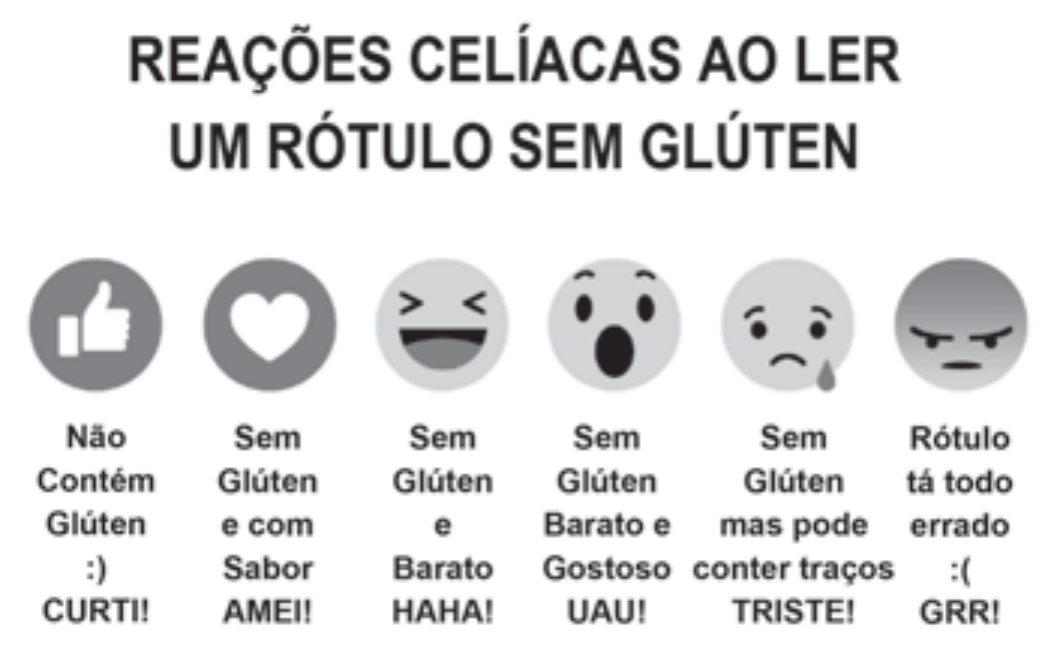 REAÇÕES CELÍACAS AO LER
UM RÓTULO SEM GLÚTEN
Não
Contém
Glúten
:)
CURTI!
Sem
Glúten
e com
Sabor
AMEI!
Sem
Glúten
e
Barato
HAHA!
Sem
Glúten
Barato e
Gostoso
UAU!
Sem
Glúten
mas pode
conter traços
TRISTE!
Rótulo
tá todo
errado
:(
GRR!